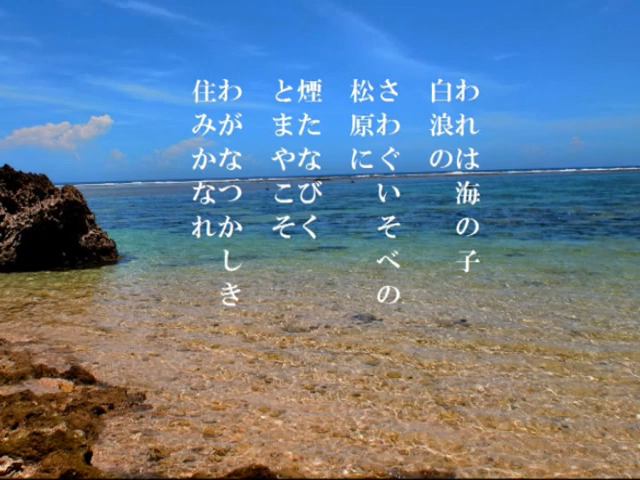 われは海の子
白浪の
さわぐいそべの
松原に
煙たなびく
とまやこそ
わがなつかしき
住みかなれ